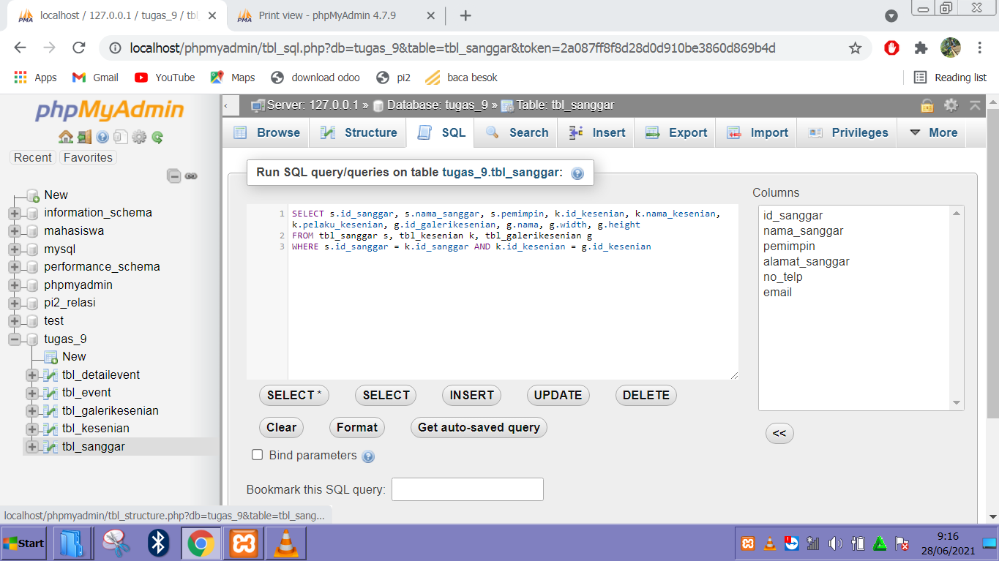 localhost / 127.0.0.1 / tugas_9 / tbl
Print view - phpMyAdmin 4.7.9
localhost/phpmyadmin/tbl_sql.php?db=tugas_9&table=tbl_sanggar&token=2a087ff8f8d28d0d910be3860d869b4d
Apps Gmail YouTube Maps download odoo pi2 baca besok Reading list
phpMyAdmin
Recent Favorites
New
information_schema
mahasiswa
mysql
performance_schema
phpmyadmin
pi2_relasi
test
tugas_9
New
tbl_detailevent
tbl_event
tbl_galerikesenian
tbl_kesenian
tbl_sanggar
Server: 127.0.0.1 » Database: tugas_9 » Table: tbl_sanggar
Browse Structure SQL Search Insert Export Import Privileges More
Run SQL query/queries on table tugas_9.tbl_sanggar:
1 SELECT s.id_sanggar, s.nama_sanggar, s.pemimpin, k.id_kesenian, k.nama_kesenian,
k.pelaku_kesenian, g.id_galerikesenian, g.nama, g.width, g.height
2 FROM tbl_sanggar s, tbl_kesenian k, tbl_galerikesenian g
3 WHERE s.id_sanggar = k.id_sanggar AND k.id_kesenian = g.id_kesenian
Columns
id_sanggar
nama_sanggar
pemimpin
alamat_sanggar
no_telp
email
<<
SELECT * SELECT INSERT UPDATE DELETE
Clear Format Get auto-saved query
Bind parameters
Bookmark this SQL query:
localhost/phpmyadmin/tbl_structure.php?db=tugas_9&table=tbl_sang...
Start
9:16
28/06/2021